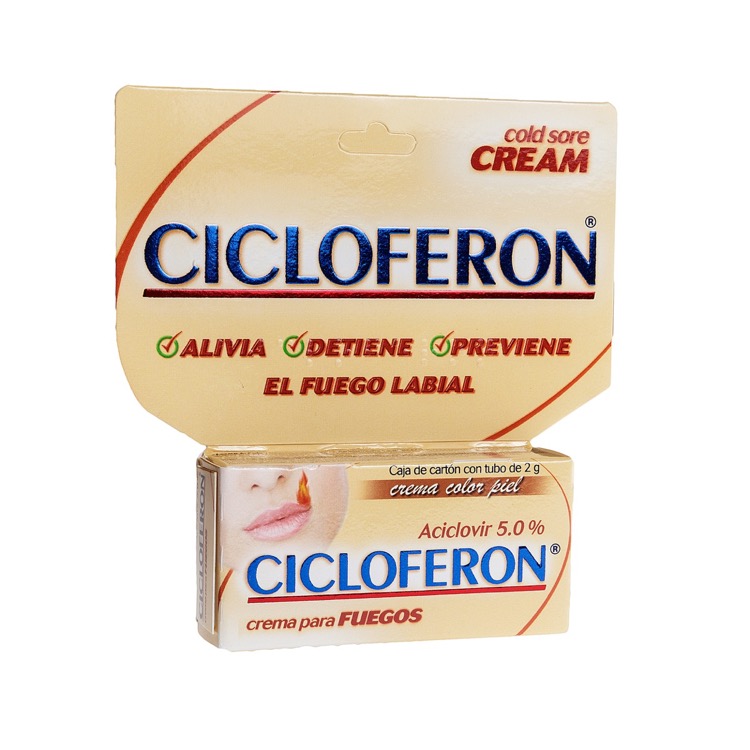 cold sore
CREAM
CICLOFERON®
ALIVIA DETIENE PREVIENE
EL FUEGO LABIAL
Caja de cartón con tubo de 2 g
crema color piel
Aciclovir 5.0 %
CICLOFERON®
crema para FUEGOS
CICLOFERON